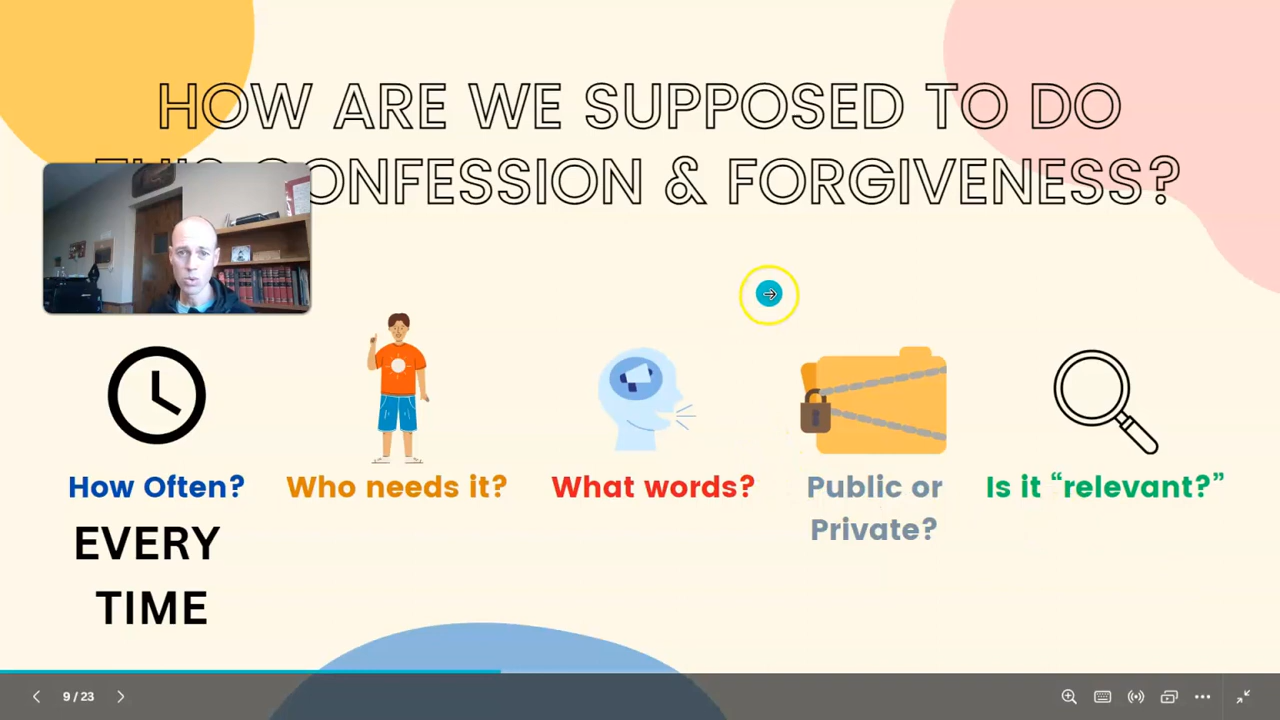 HOW ARE WE SUPPOSED TO DO
CONFESSION & FORGIVENESS?
How Often?
EVERY
TIME
Who needs it?
What words?
Public or
Private?
Is it “relevant?”
9 / 23